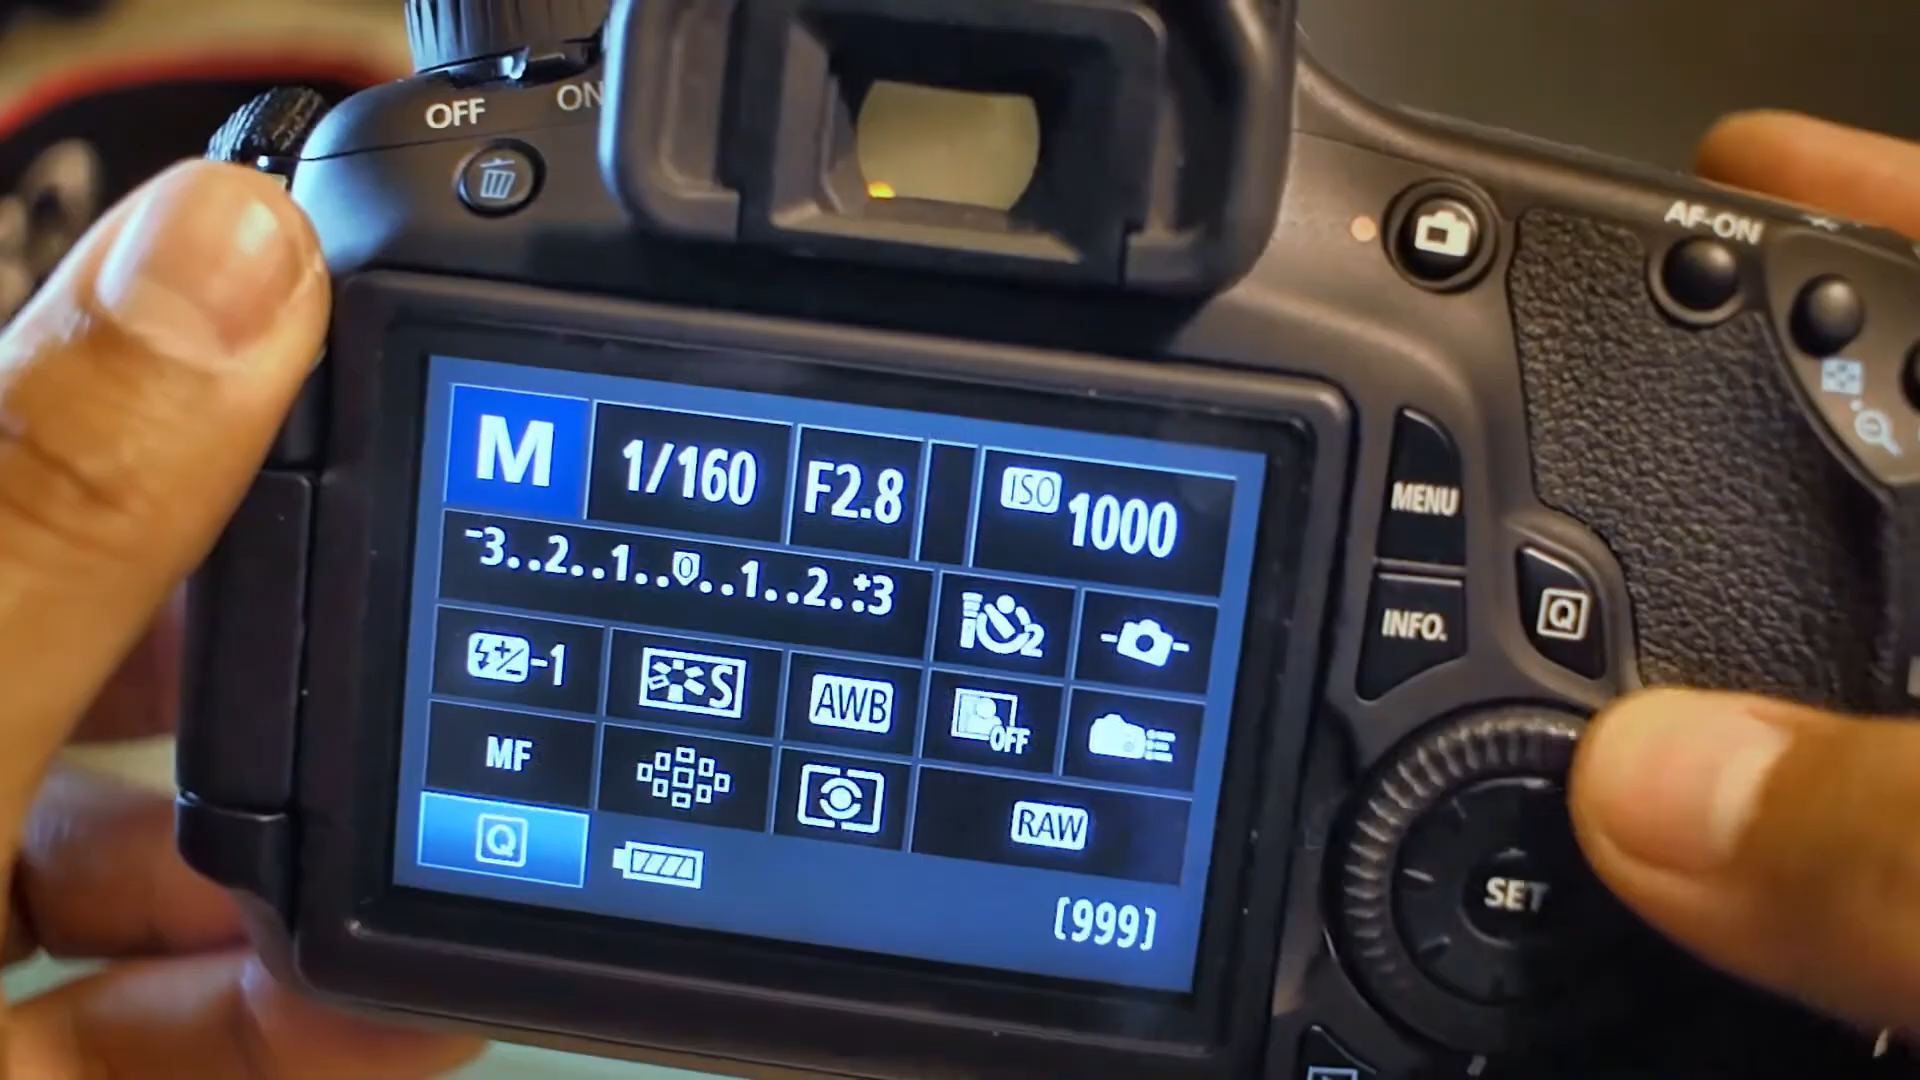 OFF ON
AF-ON
M 1/160 F2.8 ISO 1000
-3..2..1..0..1..2..+3
2
-1 S AWB OFF
MF RAW
Q
[999]
MENU
INFO.
Q
SET